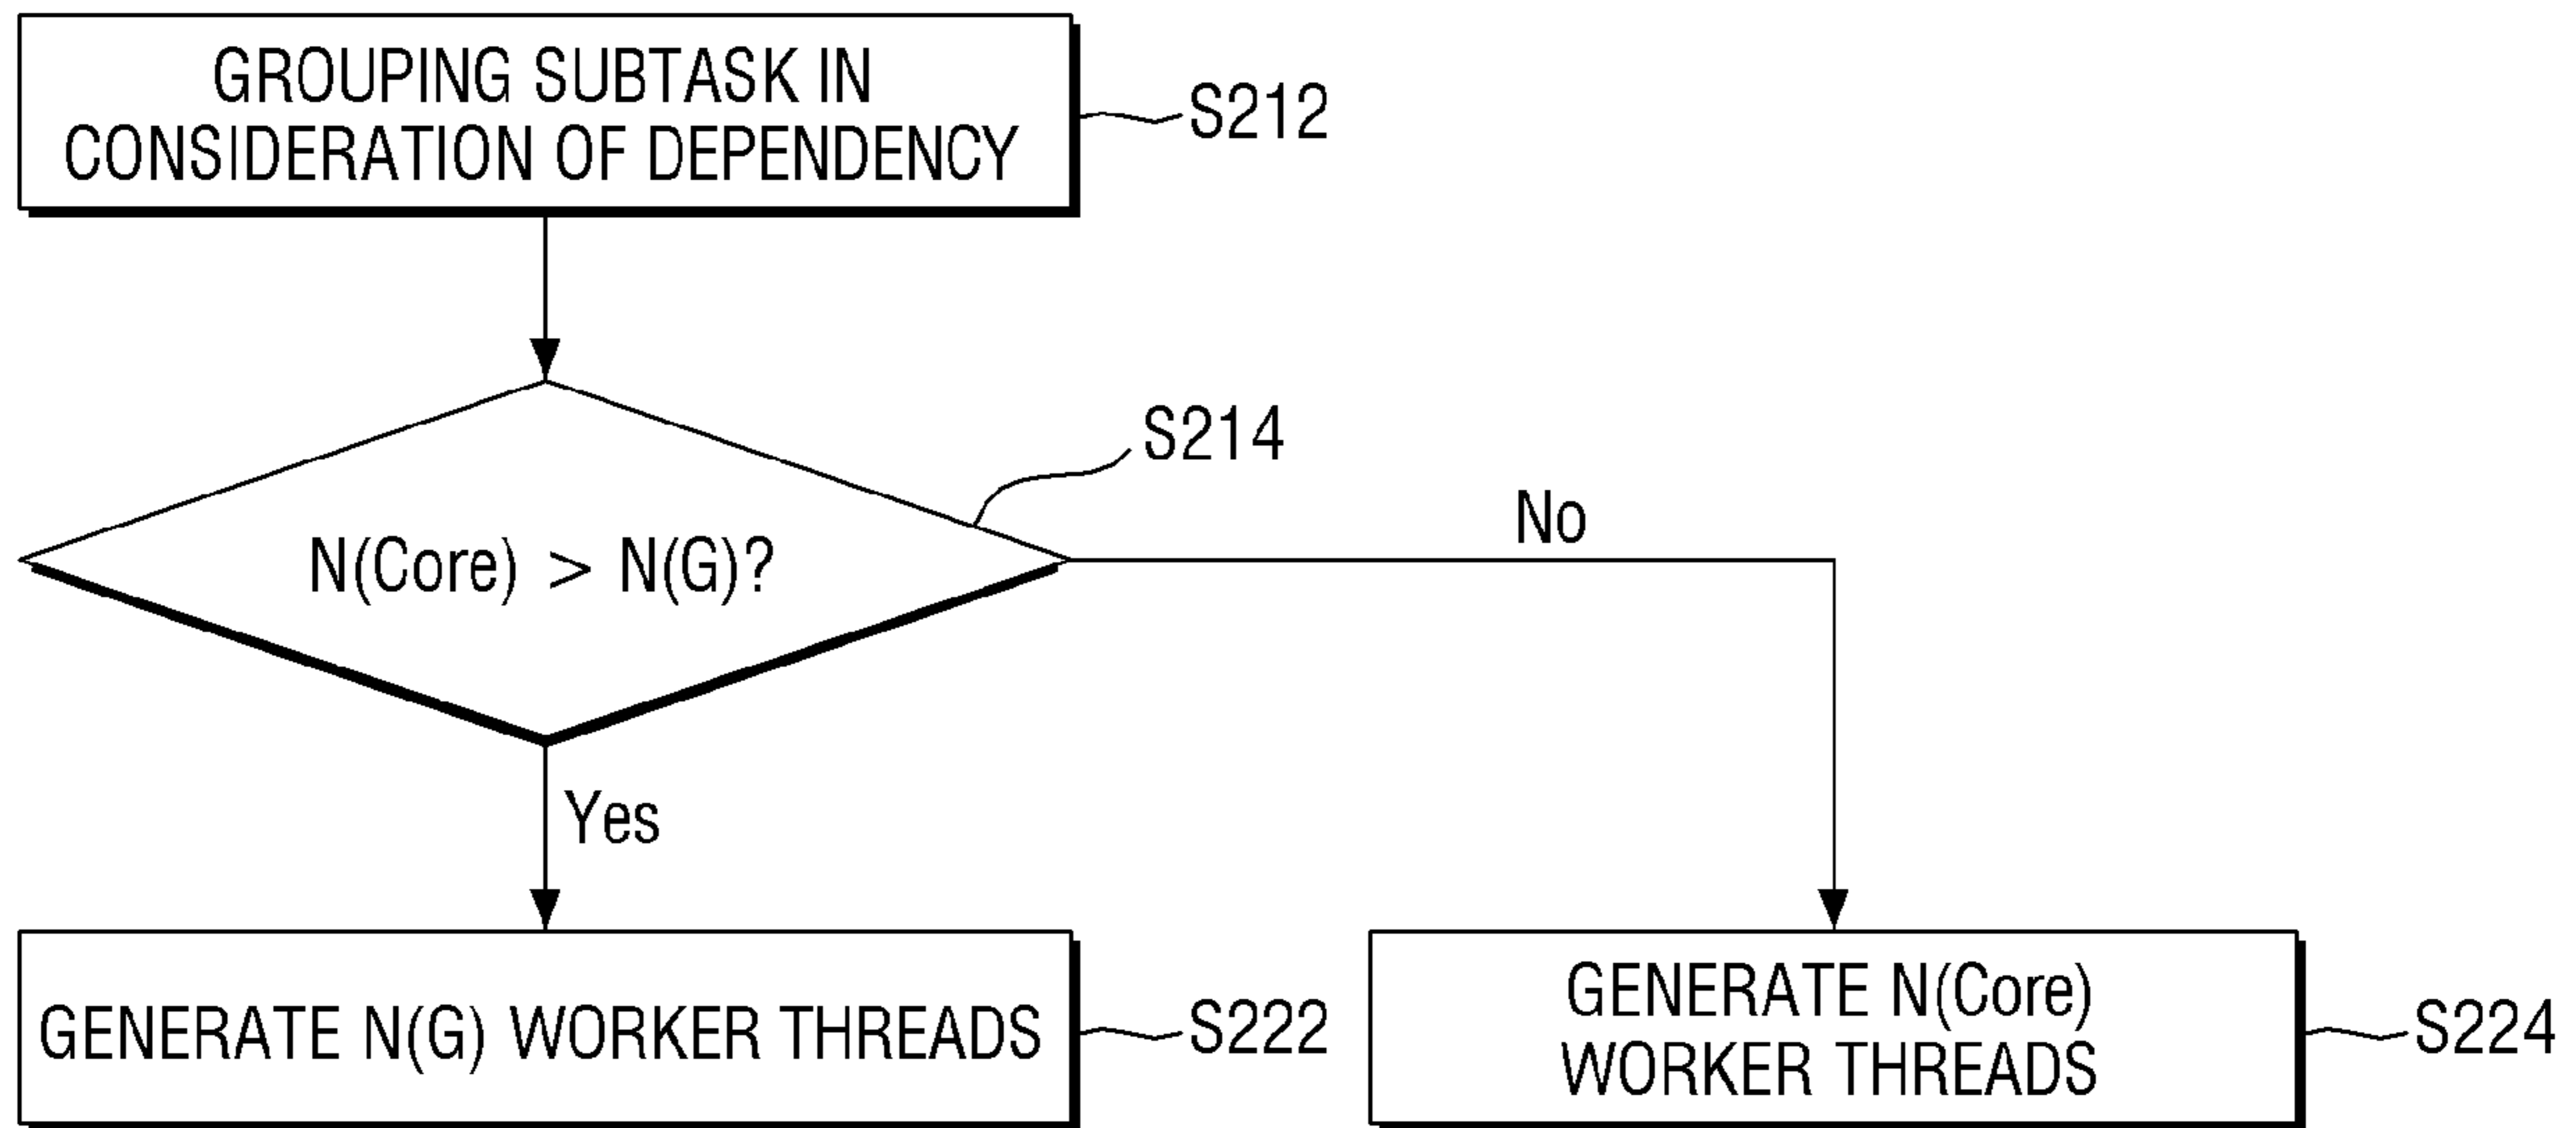 GROUPING SUBTASK IN
CONSIDERATION OF DEPENDENCY
S212
S214
N(Core) > N(G)?
No
Yes
GENERATE N(G) WORKER THREADS
S222
GENERATE N(Core)
WORKER THREADS
S224